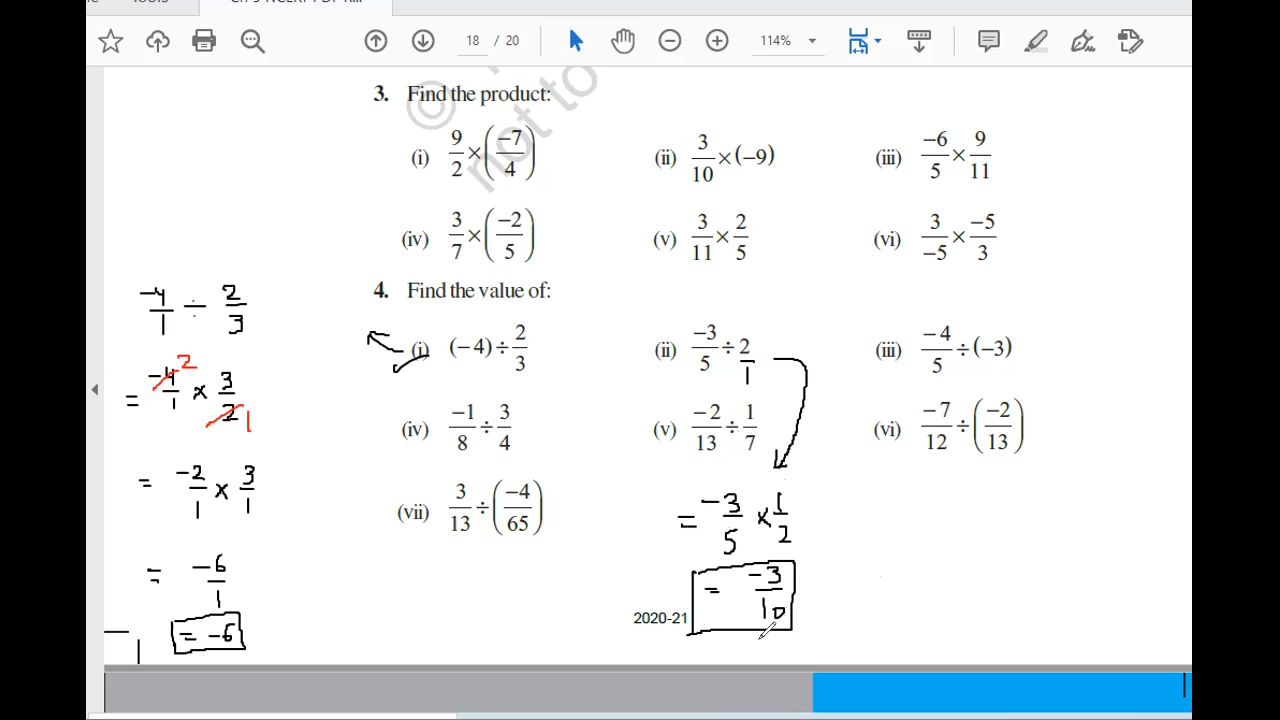 18 / 20 114%
not to
©
3. Find the product:
(i) 9/2 × (−7/4) (ii) 3/10 × (−9) (iii) −6/5 × 9/11
(iv) 3/7 × (−2/5) (v) 3/11 × 2/5 (vi) 3/−5 × −5/3
4. Find the value of:
(i) (−4) ÷ 2/3 (ii) −3/5 ÷ 2/1 (iii) −4/5 ÷ (−3)
(iv) −1/8 ÷ 3/4 (v) −2/13 ÷ 1/7 (vi) −7/12 ÷ (−2/13)
(vii) 3/13 ÷ (−4/65)
−4/1 ÷ 2/3
= −4/1 × 3/2 2 1
= −2/1 × 3/1
= −6/1
= −6
= −3/5 × 1/2
= −3/10
2020-21